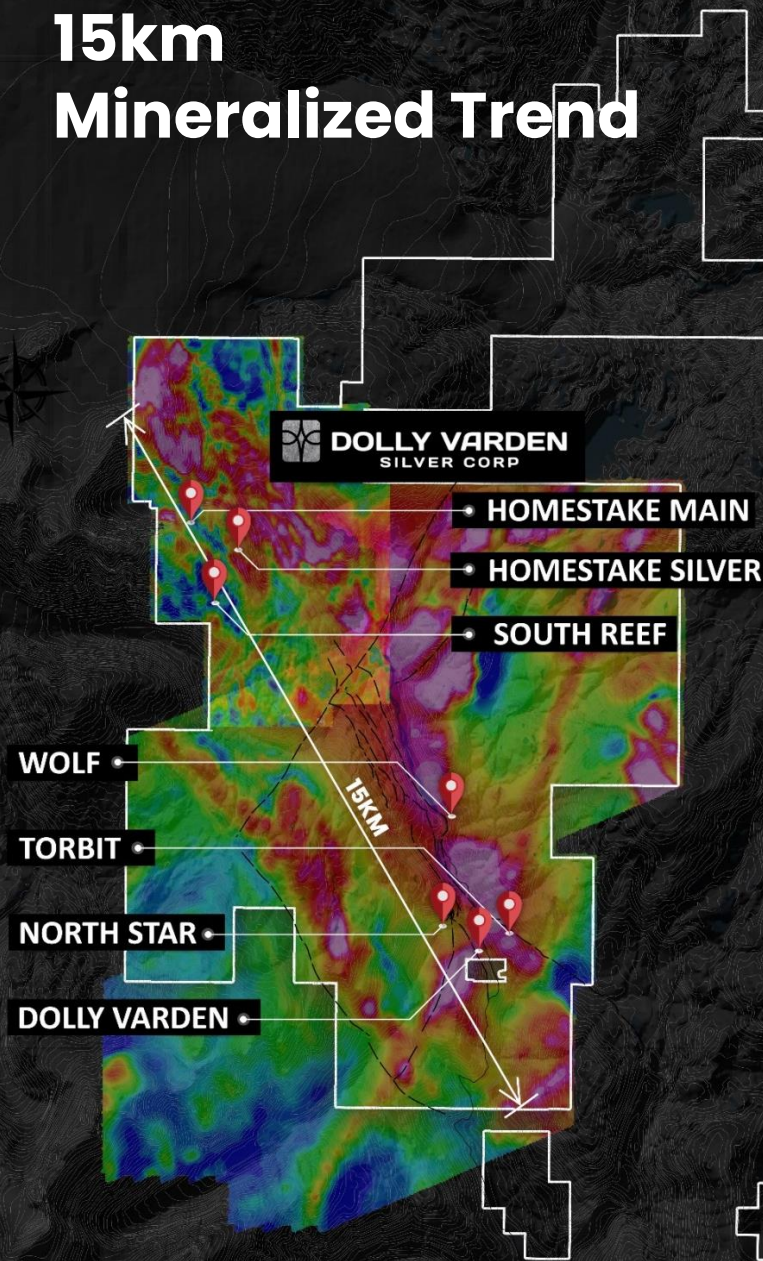 15km
Mineralized Trend
DOLLY VARDEN
SILVER CORP
HOMESTAKE MAIN
HOMESTAKE SILVER
SOUTH REEF
WOLF
15KM
TORBIT
NORTH STAR
DOLLY VARDEN